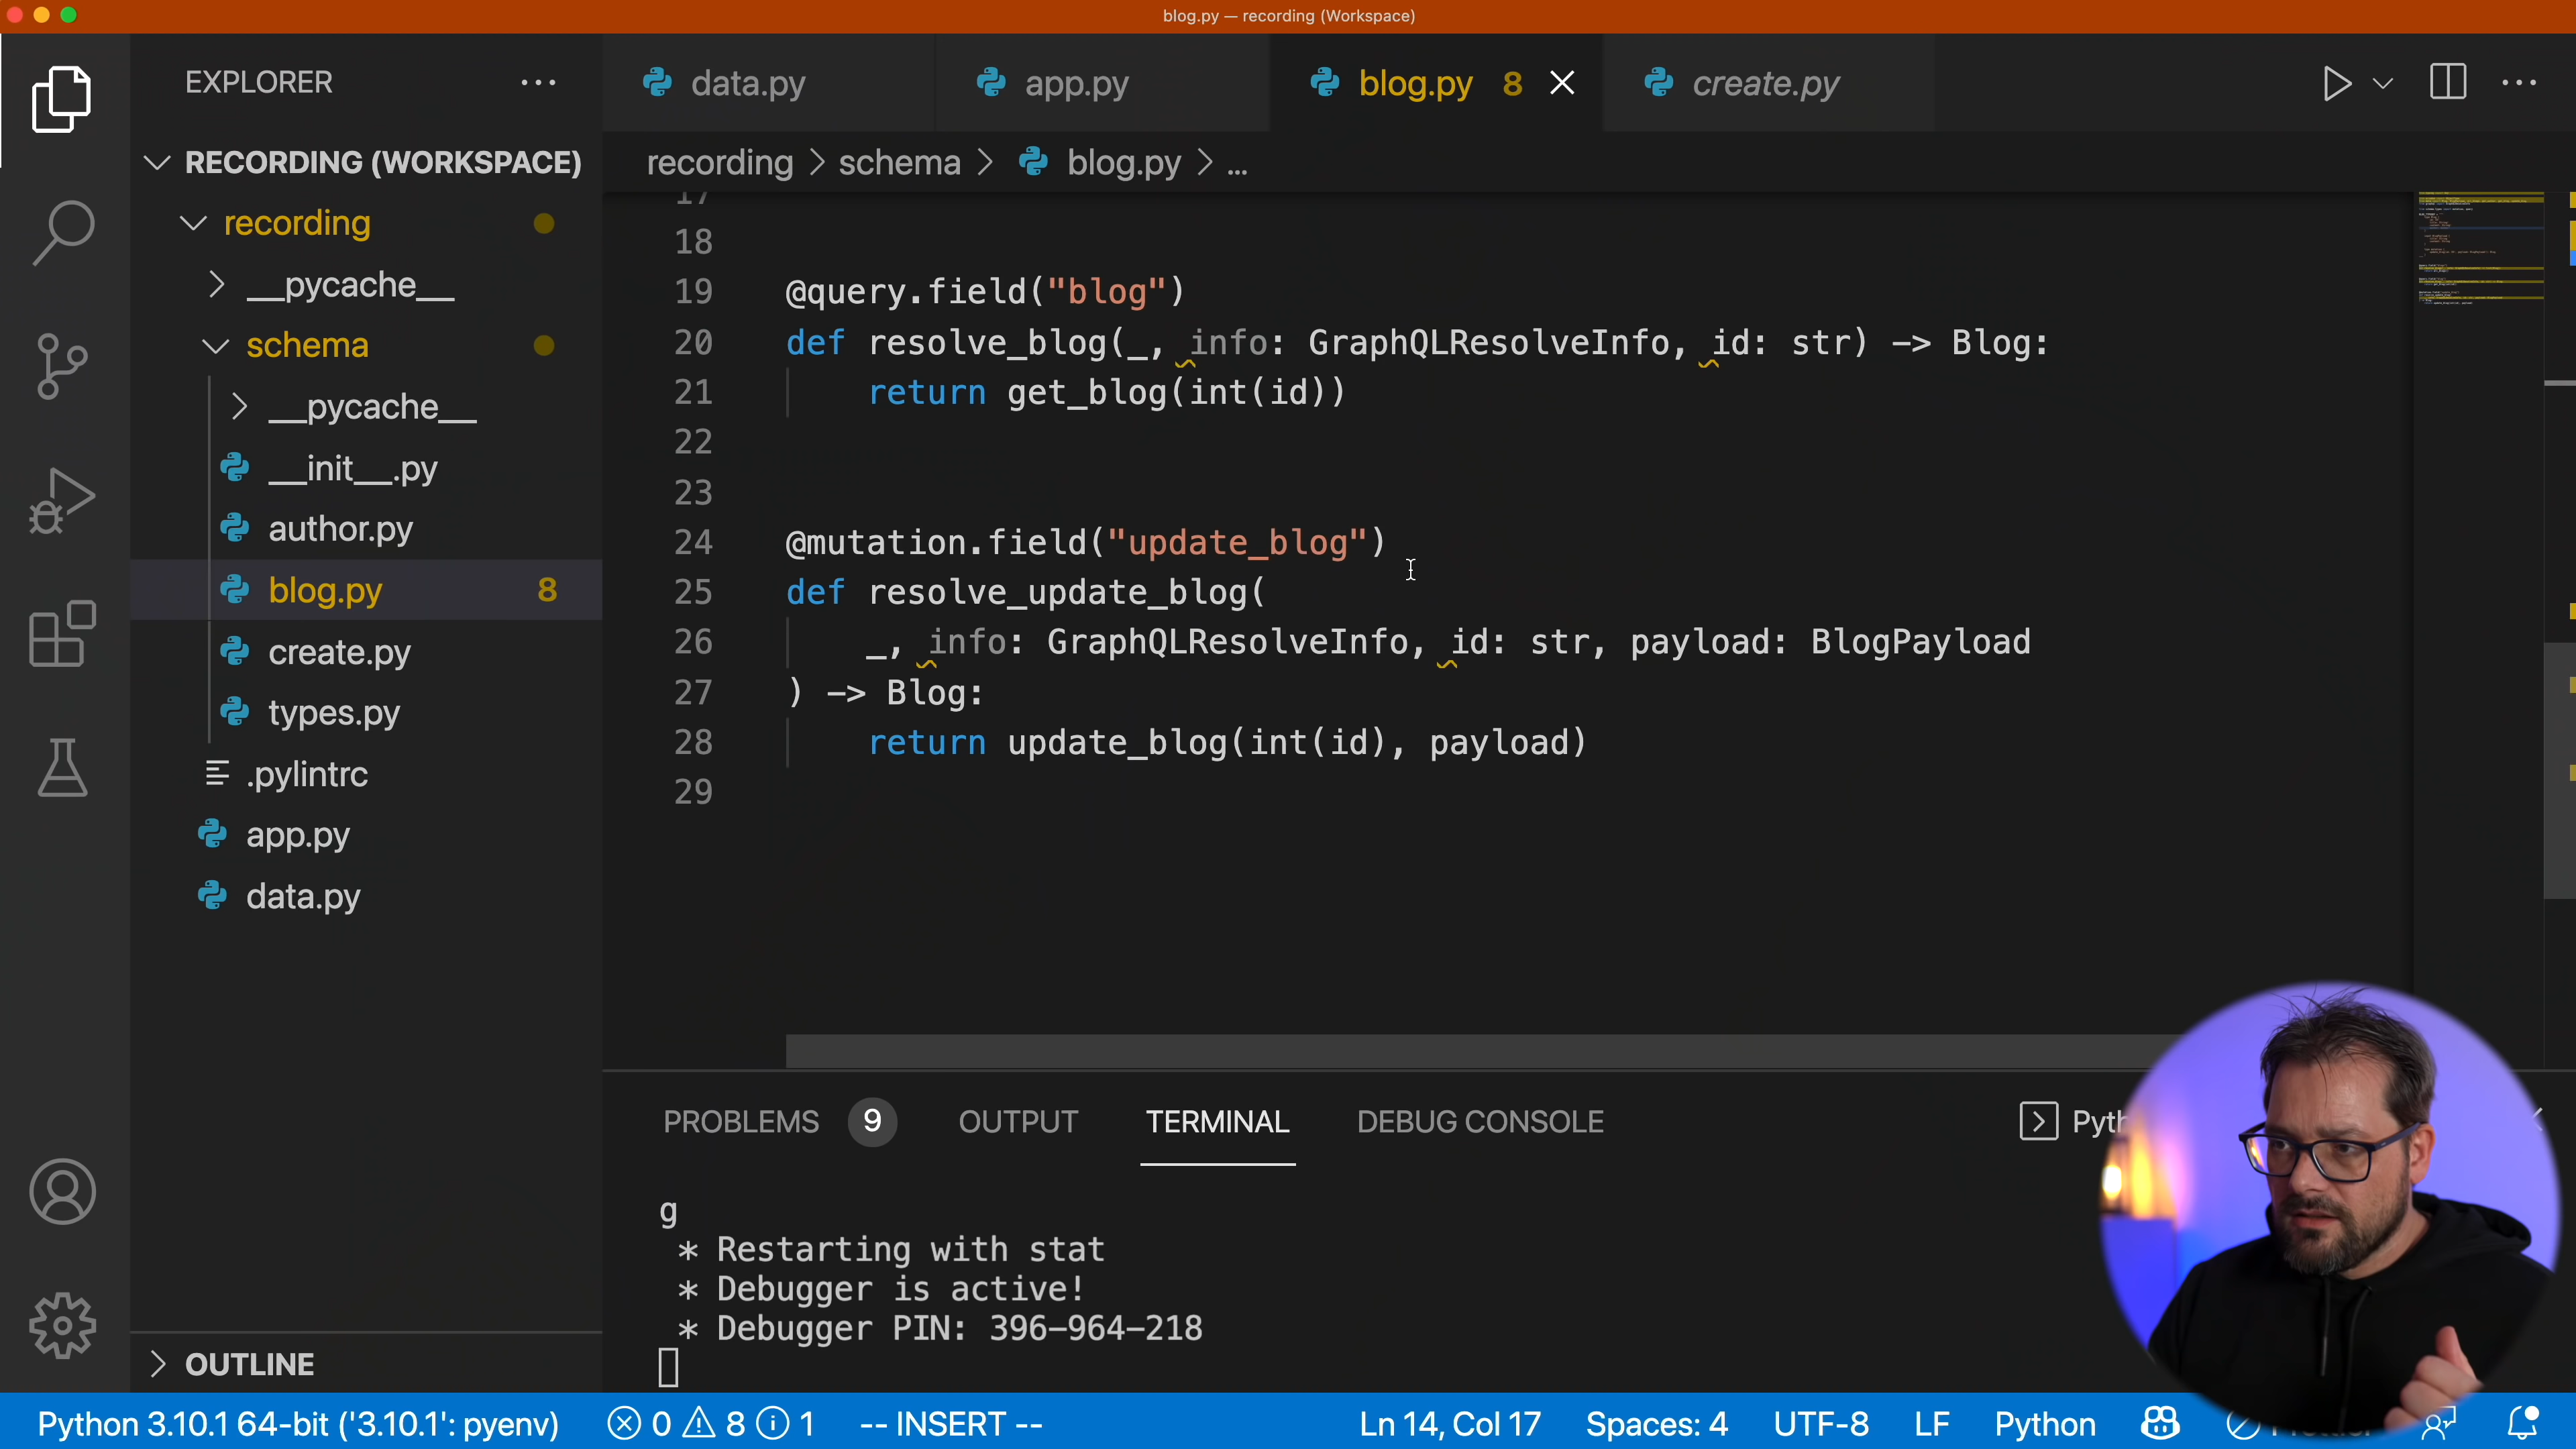 blog.py — recording (Workspace)
EXPLORER
RECORDING (WORKSPACE)
recording
__pycache__
schema
__pycache__
__init__.py
author.py
blog.py 8
create.py
types.py
.pylintrc
app.py
data.py
OUTLINE
data.py
app.py
blog.py 8
create.py
recording > schema > blog.py > ...
17
18
19 @query.field("blog")
20 def resolve_blog(_, info: GraphQLResolveInfo, id: str) -> Blog:
21 return get_blog(int(id))
22
23
24 @mutation.field("update_blog")
25 def resolve_update_blog(
26 _, info: GraphQLResolveInfo, id: str, payload: BlogPayload
27 ) -> Blog:
28 return update_blog(int(id), payload)
29
PROBLEMS 9 OUTPUT TERMINAL DEBUG CONSOLE
g
* Restarting with stat
* Debugger is active!
* Debugger PIN: 396-964-218
Python 3.10.1 64-bit ('3.10.1': pyenv) 0 8 1 -- INSERT -- Ln 14, Col 17 Spaces: 4 UTF-8 LF Python